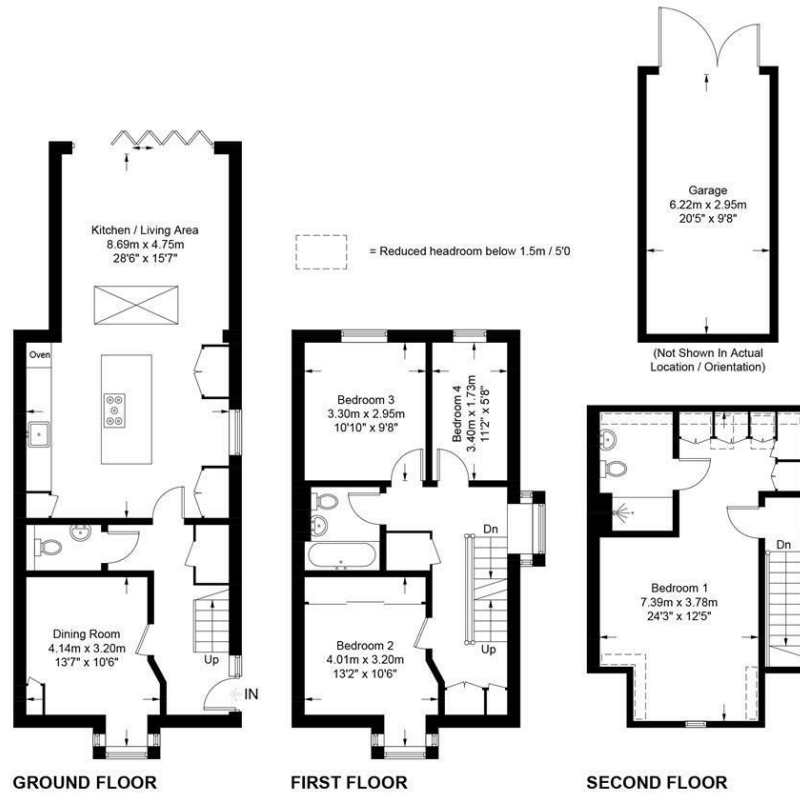 Kitchen / Living Area
8.69m x 4.75m
28'6" x 15'7"
Oven
Dining Room
4.14m x 3.20m
13'7" x 10'6"
Up
IN
GROUND FLOOR
= Reduced headroom below 1.5m / 5'0
Bedroom 3
3.30m x 2.95m
10'10" x 9'8"
Bedroom 4
3.40m x 1.73m
11'2" x 5'8"
Dn
Up
Bedroom 2
4.01m x 3.20m
13'2" x 10'6"
FIRST FLOOR
Garage
6.22m x 2.95m
20'5" x 9'8"
(Not Shown In Actual
Location / Orientation)
Dn
Bedroom 1
7.39m x 3.78m
24'3" x 12'5"
SECOND FLOOR